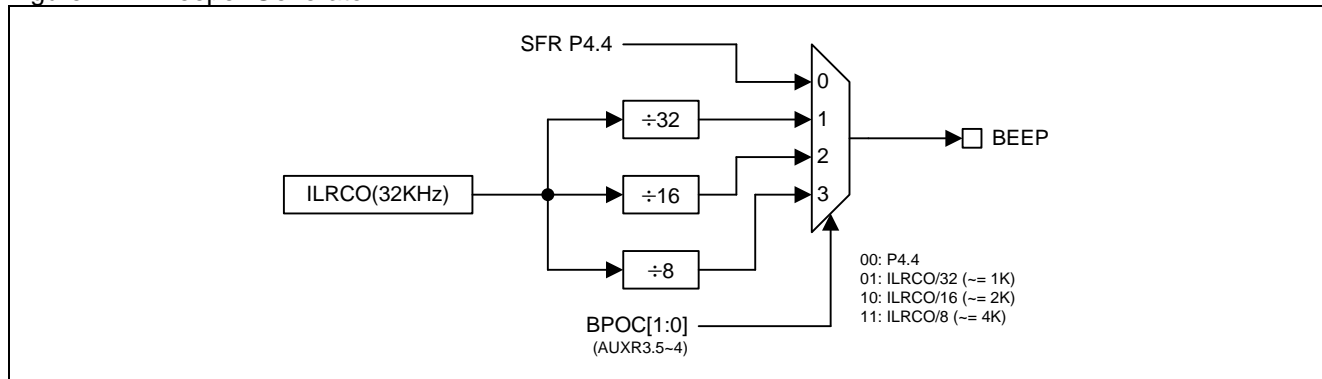 SFR P4.4
0
÷32
1
BEEP
2
ILRCO(32KHz)
÷16
3
÷8
00: P4.4
01: ILRCO/32 (~= 1K)
10: ILRCO/16 (~= 2K)
11: ILRCO/8 (~= 4K)
BPOC[1:0]
(AUXR3.5~4)